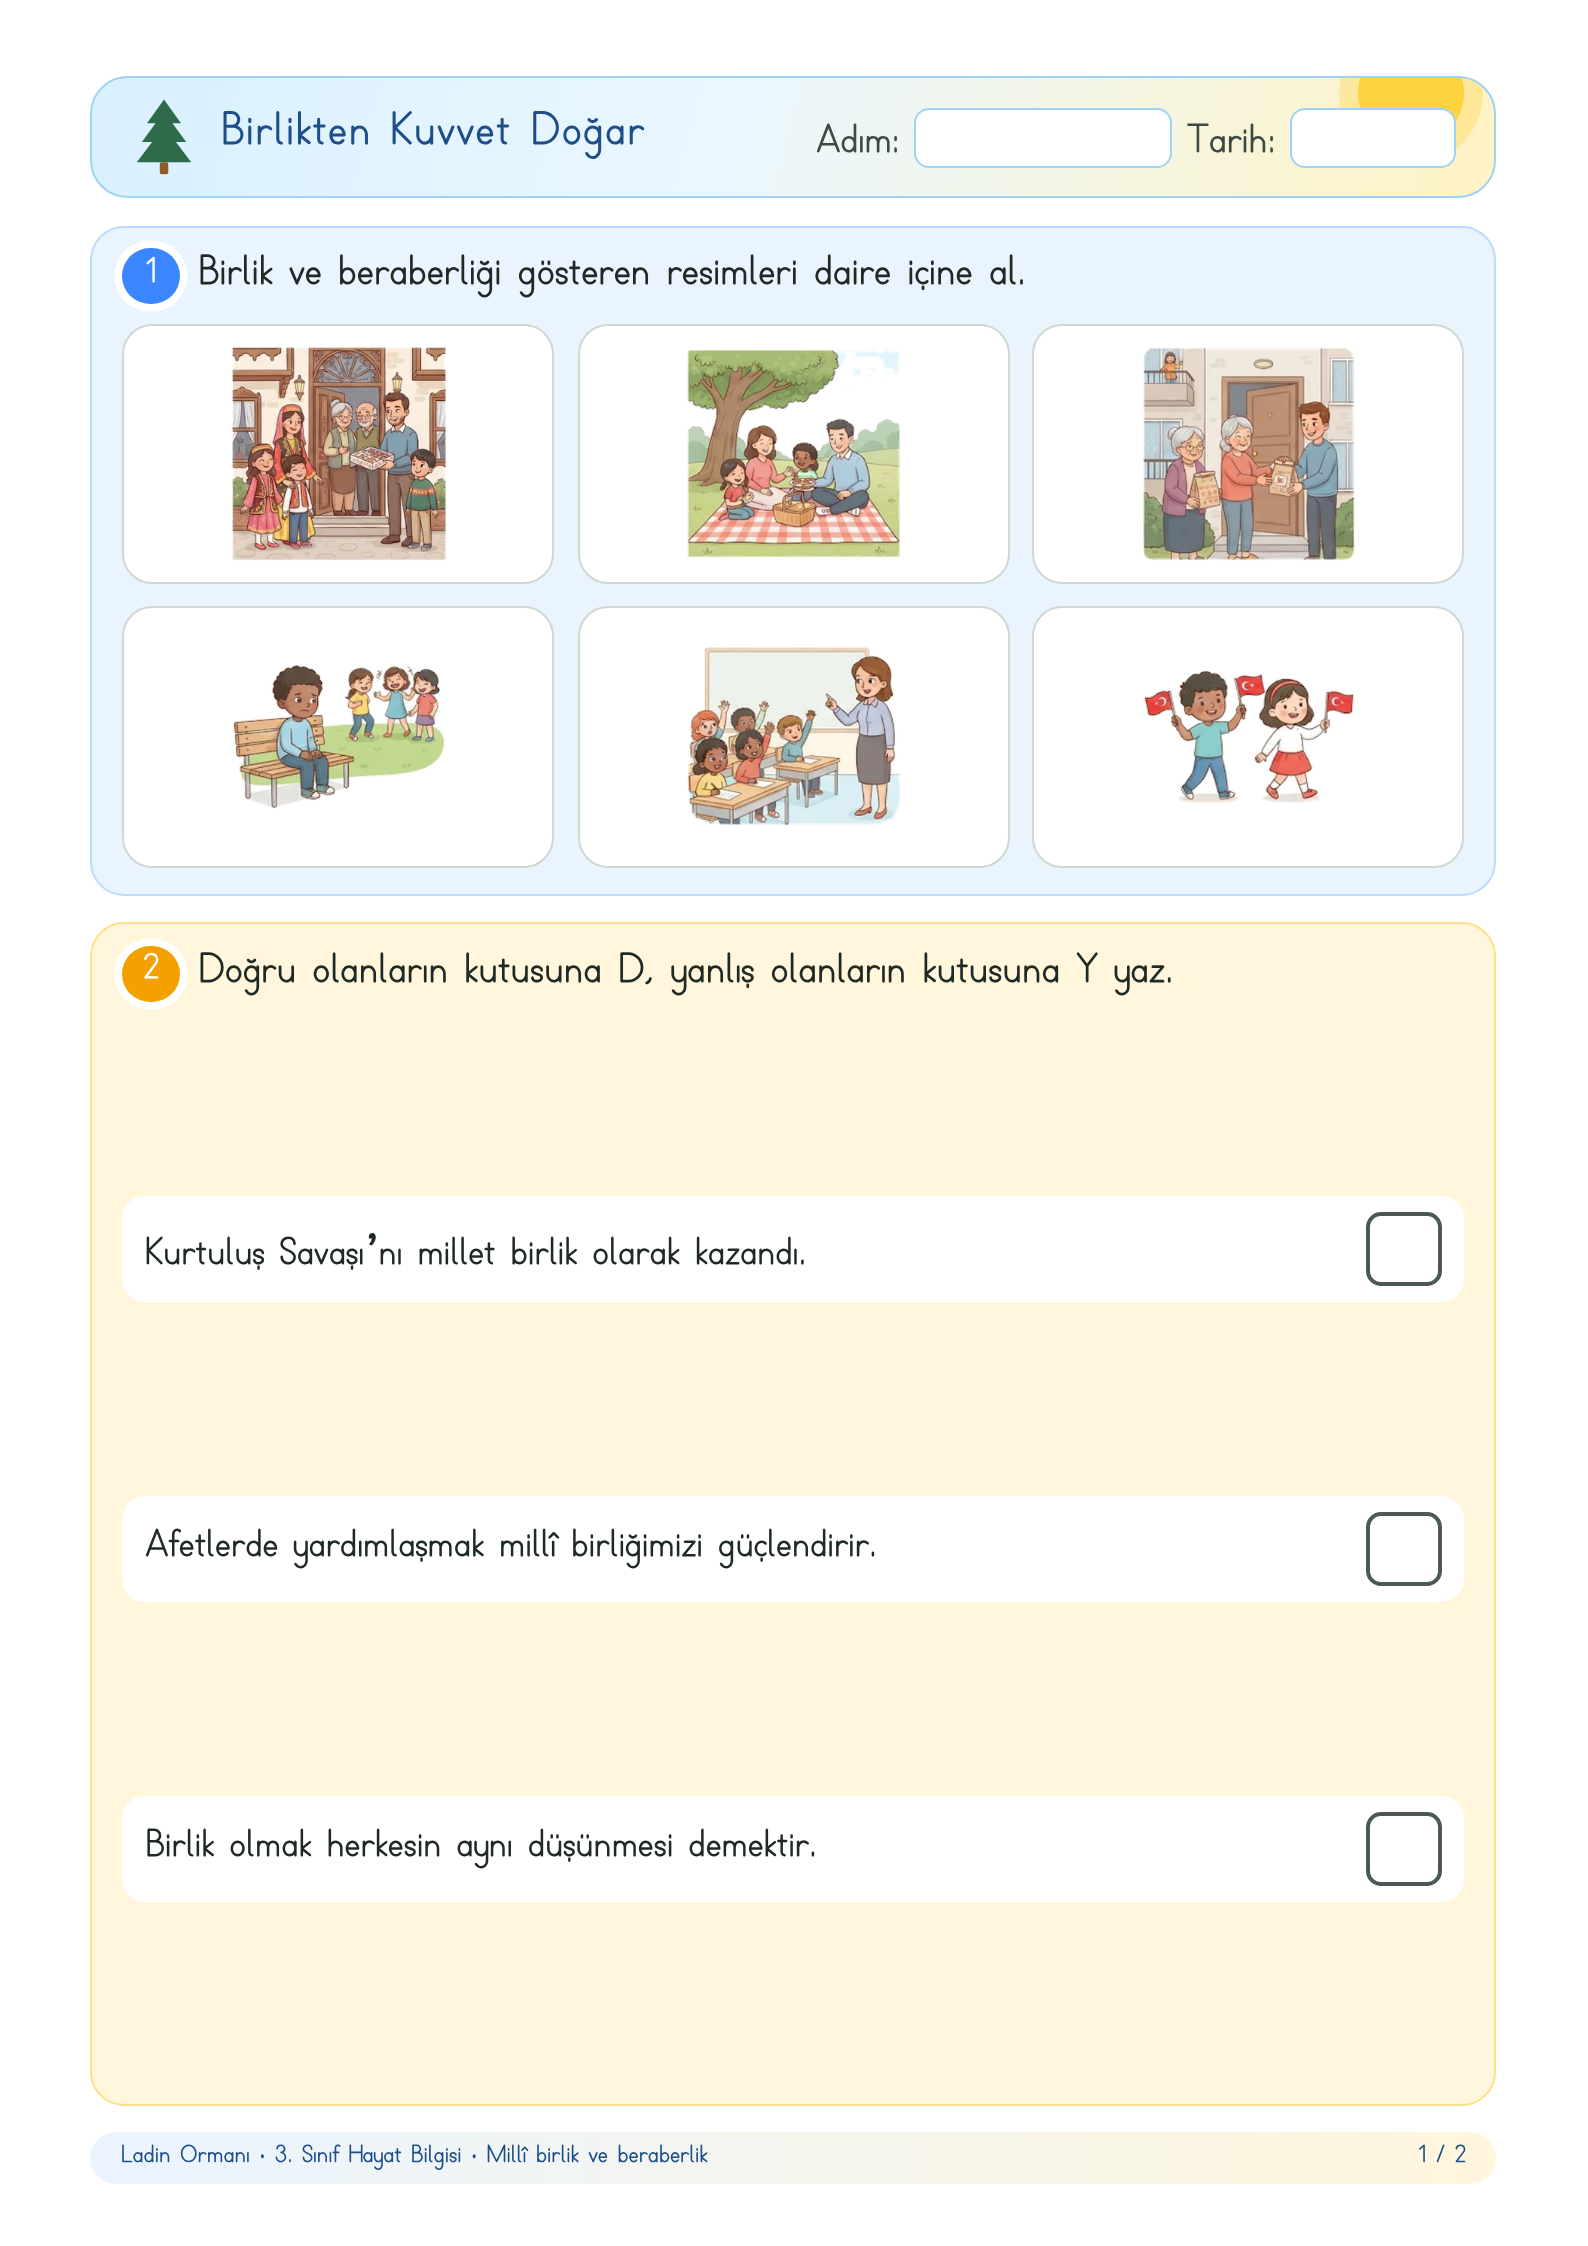 Birlikten Kuvvet Doğar
Adım:
Tarih:
1
Birlik ve beraberliği gösteren resimleri daire içine al.
2
Doğru olanların kutusuna D, yanlış olanların kutusuna Y yaz.
Kurtuluş Savaşı’nı millet birlik olarak kazandı.
Afetlerde yardımlaşmak millî birliğimizi güçlendirir.
Birlik olmak herkesin aynı düşünmesi demektir.
Ladin Ormanı • 3. Sınıf Hayat Bilgisi • Millî birlik ve beraberlik
1 / 2